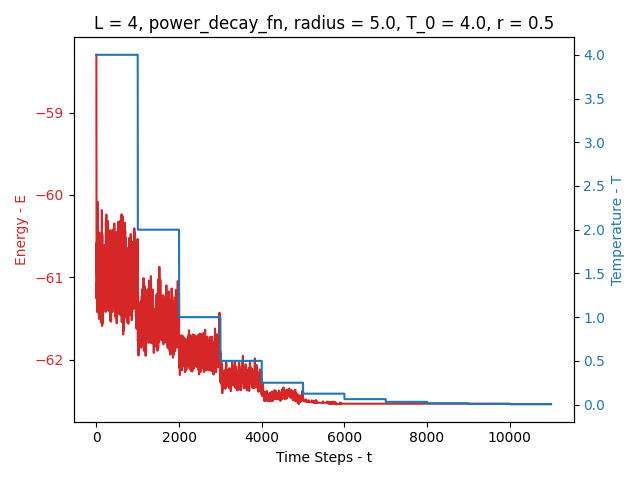 L = 4, power_decay_fn, radius = 5.0, T_0 = 4.0, r = 0.5
Energy - E
−59
−60
−61
−62
4.0
3.5
3.0
2.5
2.0
1.5
1.0
0.5
0.0
Temperature - T
0 2000 4000 6000 8000 10000
Time Steps - t